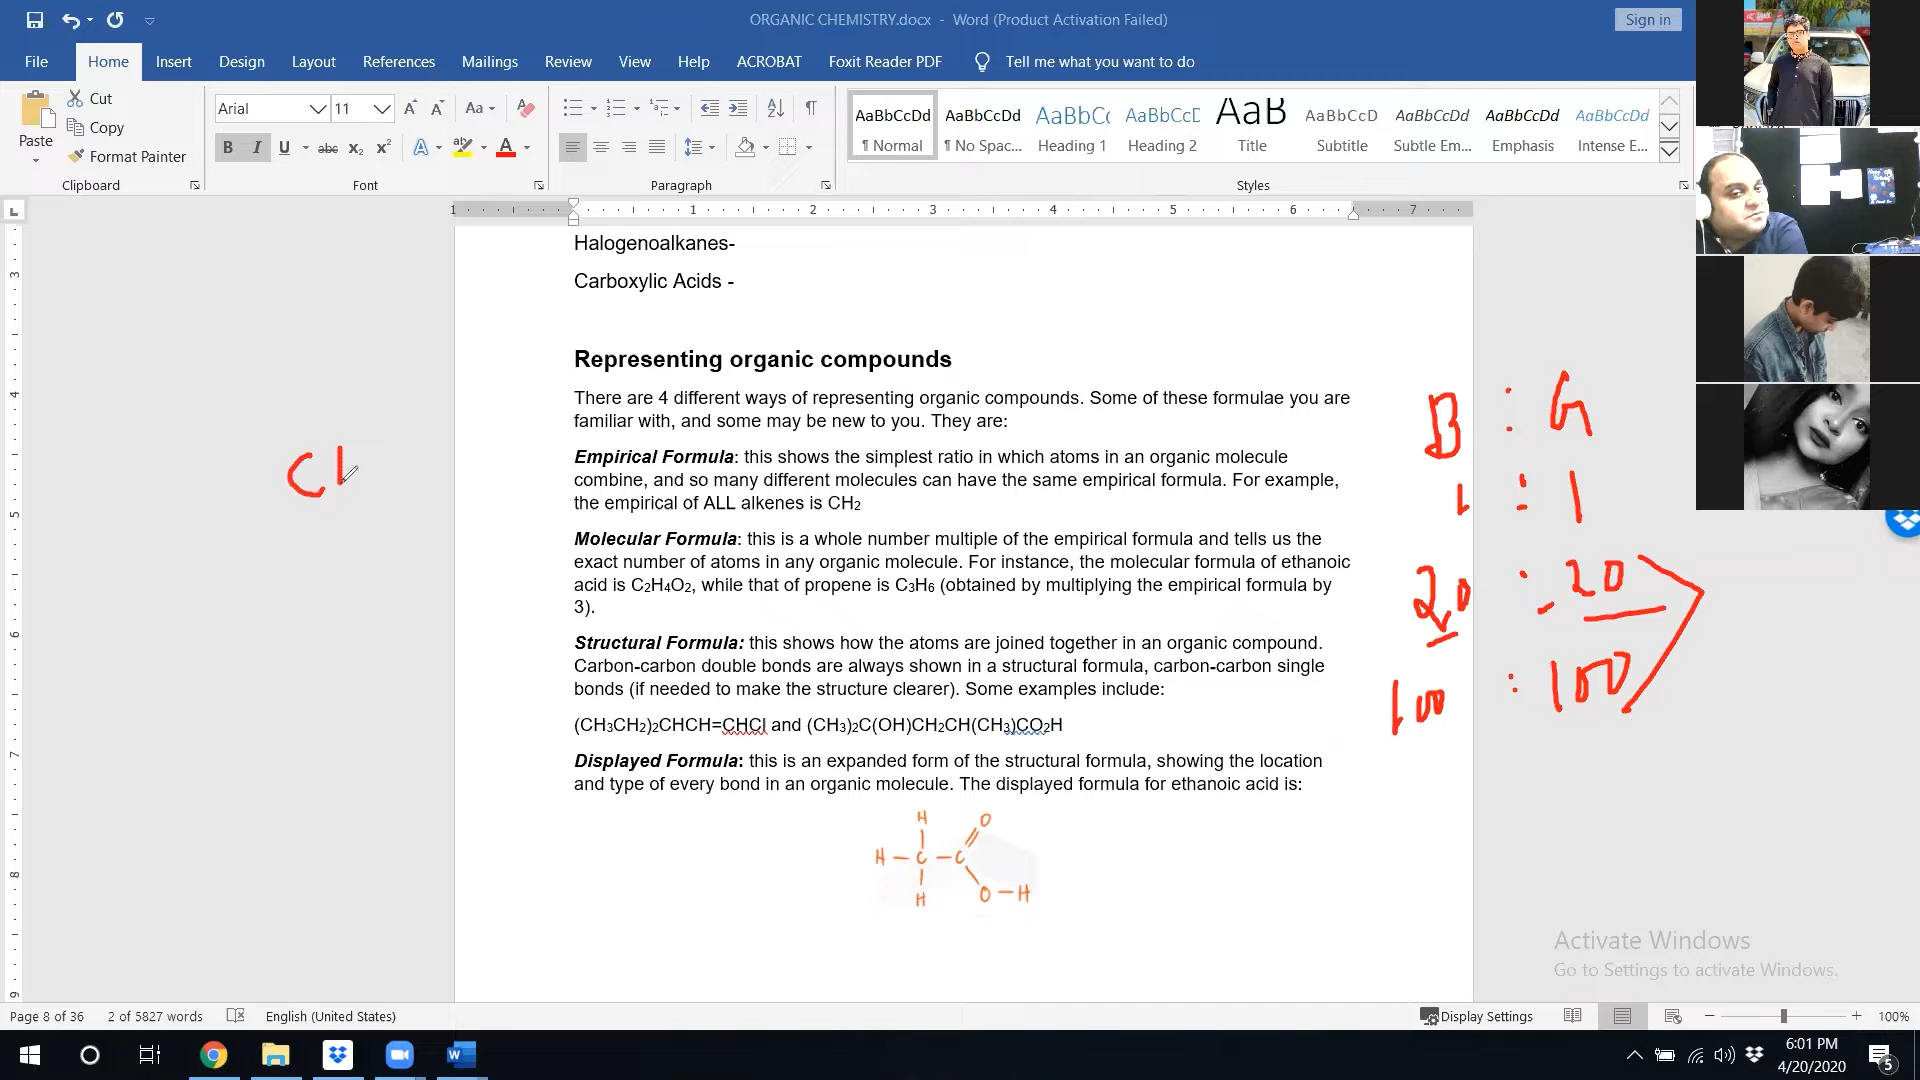 ORGANIC CHEMISTRY.docx - Word (Product Activation Failed)
Sign in
File Home Insert Design Layout References Mailings Review View Help ACROBAT Foxit Reader PDF Tell me what you want to do
Paste
Cut
Copy
Format Painter
Clipboard
Arial 11
Font
Paragraph
AaBbCcDd AaBbCcDd AaBbC( AaBbCcD AaB AaBbCcD AaBbCcDd AaBbCcDd AaBbCcDd
¶ Normal ¶ No Spac... Heading 1 Heading 2 Title Subtitle Subtle Em... Emphasis Intense E...
Styles
1 1 2 3 4 5 6 7
Halogenoalkanes-
Carboxylic Acids -
Representing organic compounds
There are 4 different ways of representing organic compounds. Some of these formulae you are
familiar with, and some may be new to you. They are:
Empirical Formula: this shows the simplest ratio in which atoms in an organic molecule
combine, and so many different molecules can have the same empirical formula. For example,
the empirical of ALL alkenes is CH₂
Molecular Formula: this is a whole number multiple of the empirical formula and tells us the
exact number of atoms in any organic molecule. For instance, the molecular formula of ethanoic
acid is C₂H₄O₂, while that of propene is C₃H₆ (obtained by multiplying the empirical formula by
3).
Structural Formula: this shows how the atoms are joined together in an organic compound.
Carbon-carbon double bonds are always shown in a structural formula, carbon-carbon single
bonds (if needed to make the structure clearer). Some examples include:
(CH₃CH₂)₂CHCH=CHCl and (CH₃)₂C(OH)CH₂CH(CH₃)CO₂H
Displayed Formula: this is an expanded form of the structural formula, showing the location
and type of every bond in an organic molecule. The displayed formula for ethanoic acid is:
H O
H — C — C
H O — H
B : G
1 : 1
20 : 20
100 : 100
Activate Windows
Go to Settings to activate Windows.
Page 8 of 36 2 of 5827 words English (United States) Display Settings 100%
6:01 PM
4/20/2020
5